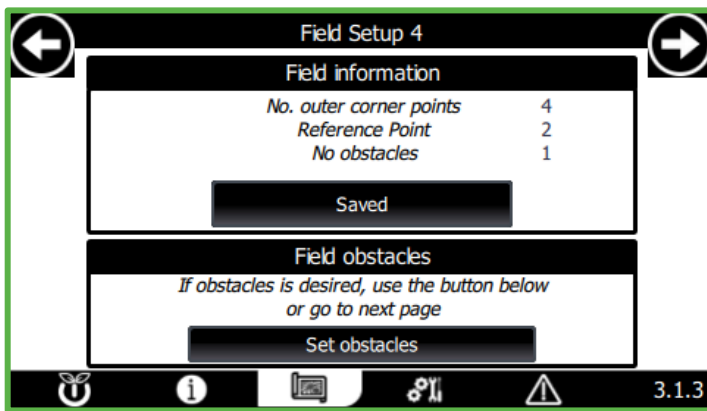 Field Setup 4
Field information
No. outer corner points 4
Reference Point 2
No obstacles 1
Saved
Field obstacles
If obstacles is desired, use the button below
or go to next page
Set obstacles
3.1.3